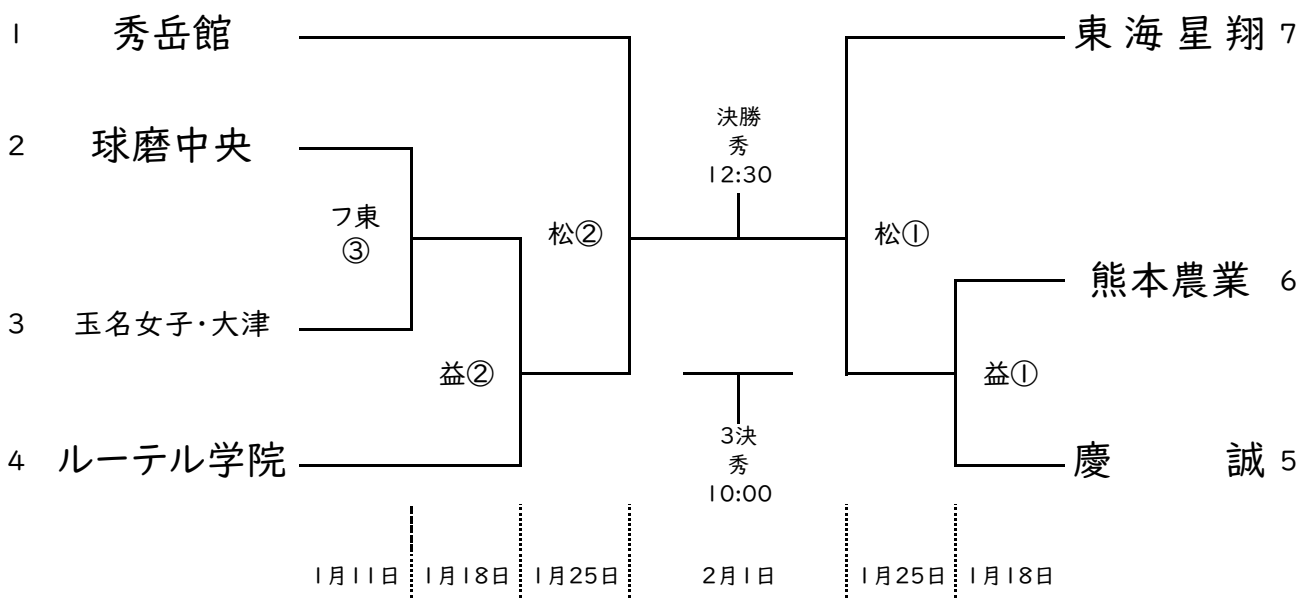 1 秀岳館
東海星翔 7
決勝
秀
12:30
2 球磨中央
フ東
③
松②
松①
熊本農業 6
3 玉名女子・大津
益②
益①
3決
秀
10:00
4 ルーテル学院
慶 誠 5
1月11日 1月18日 1月25日 2月1日 1月25日 1月18日